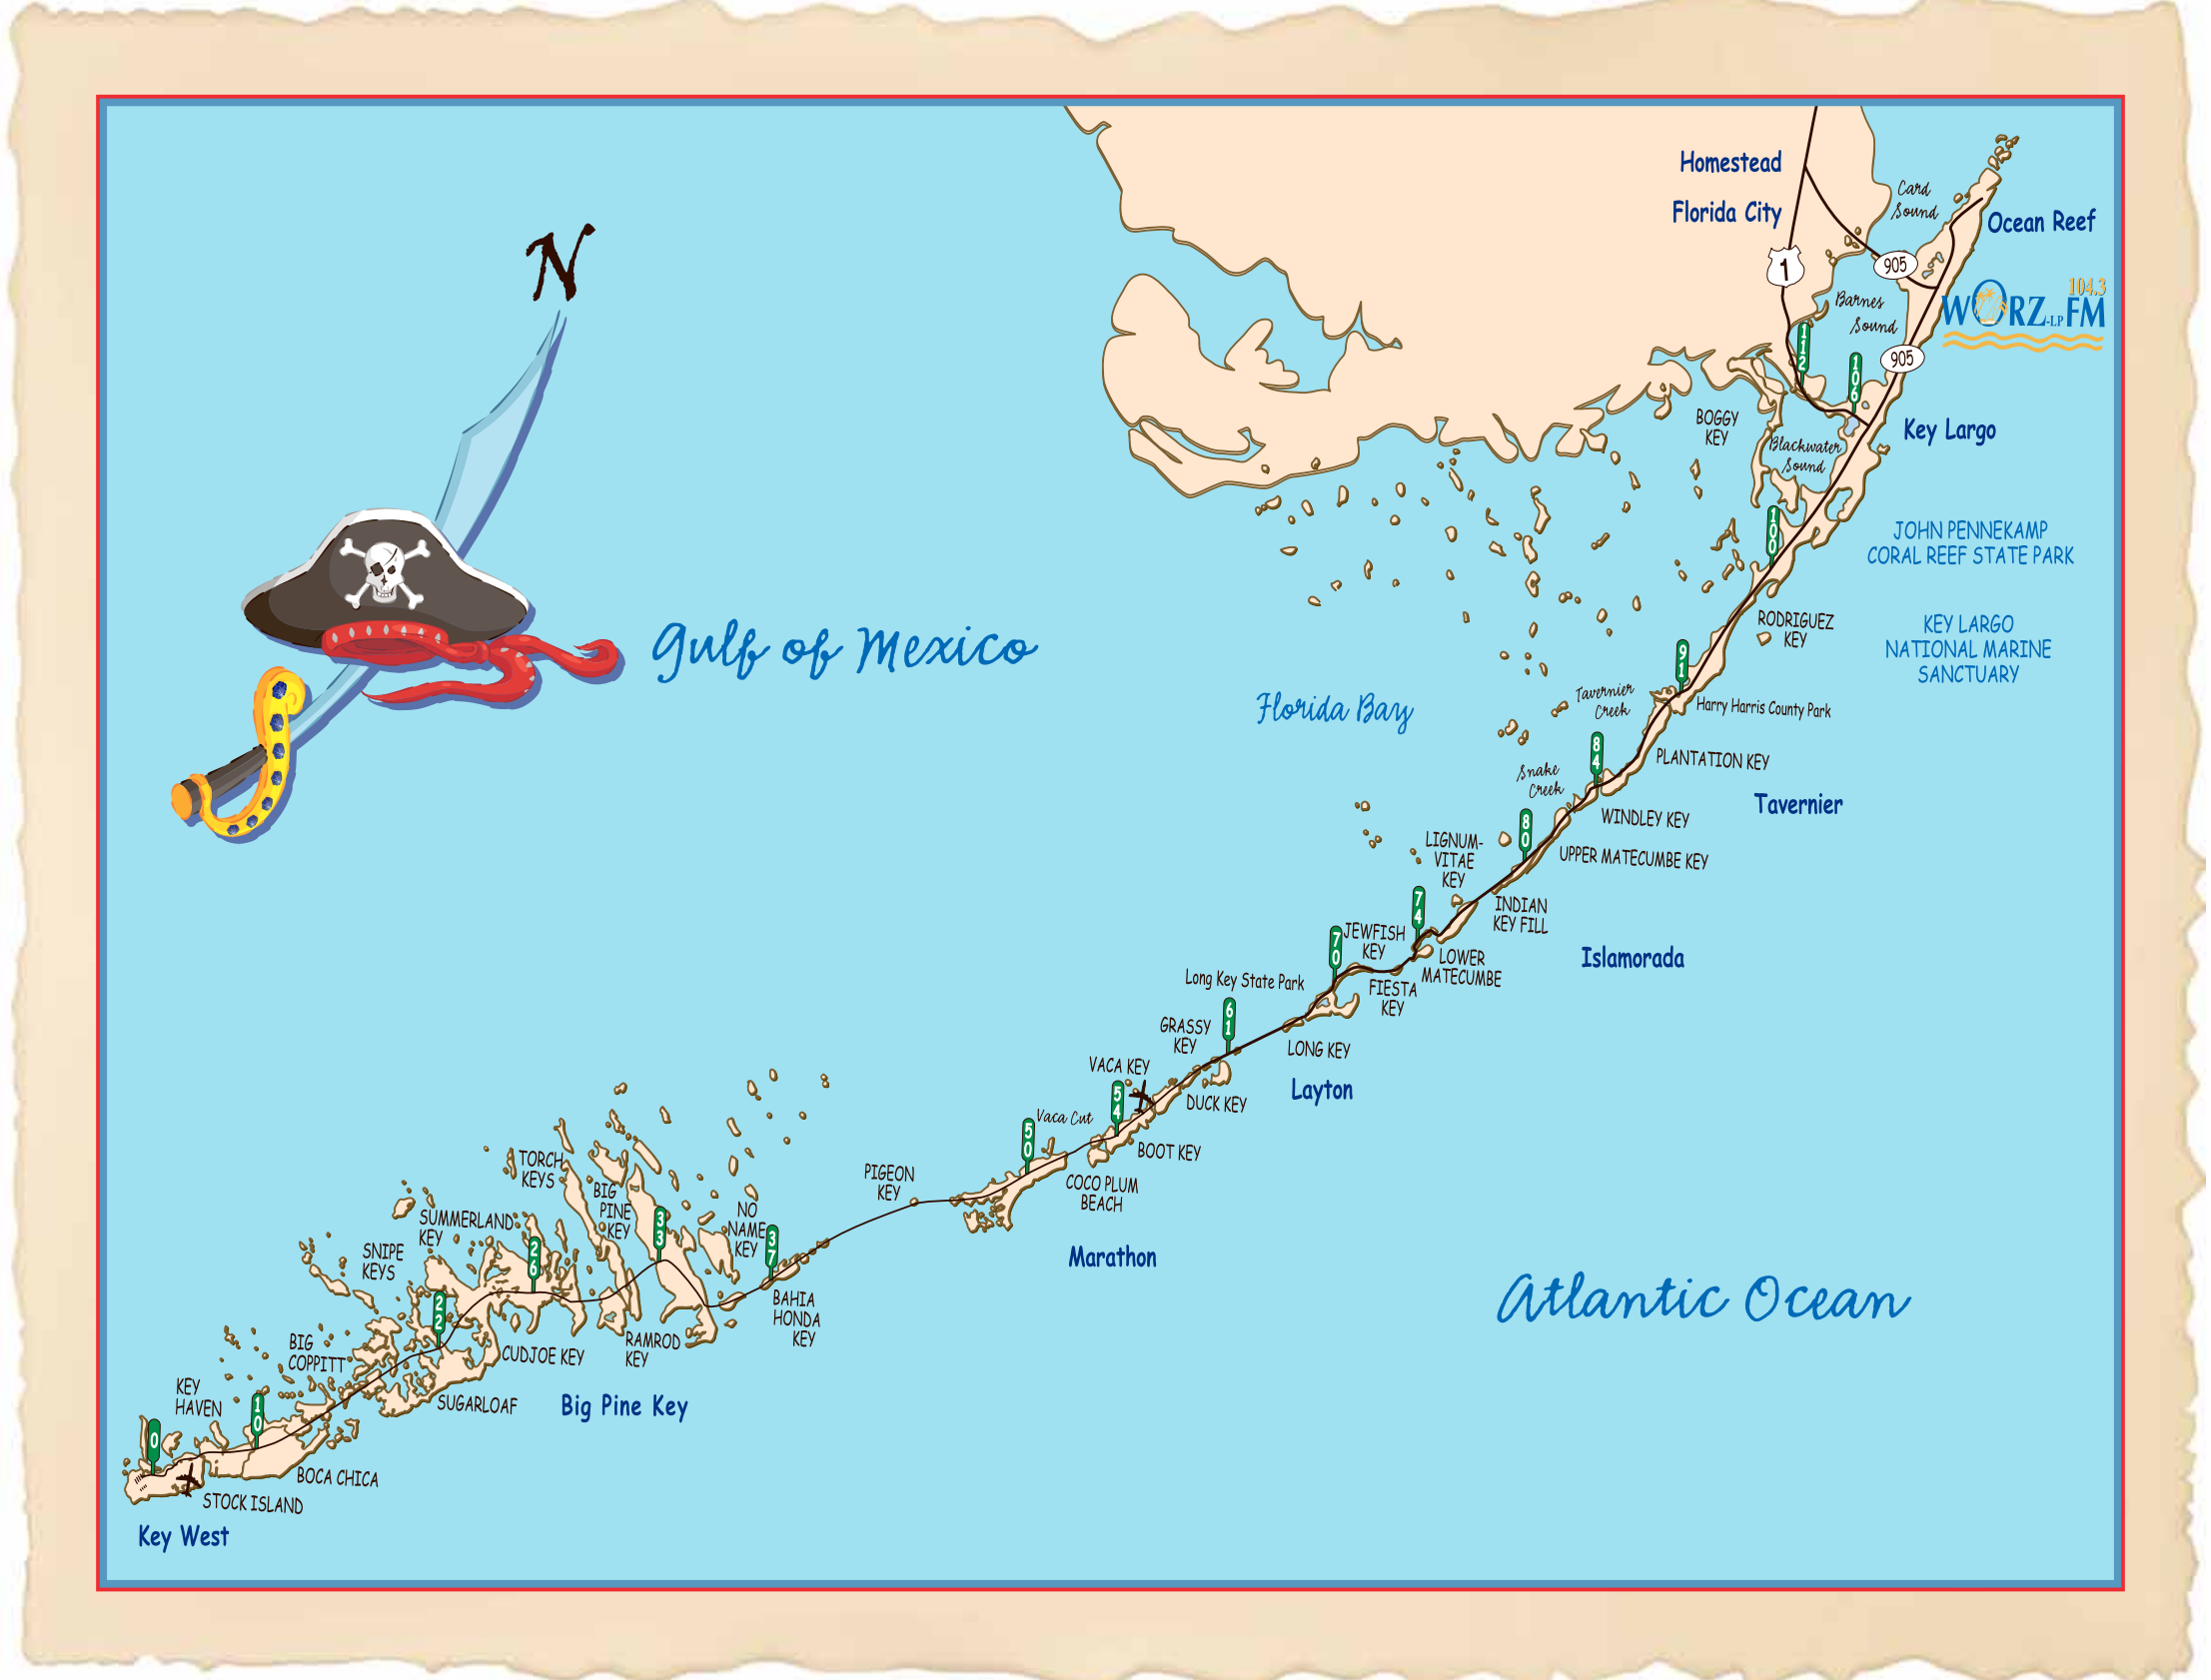 Homestead
Florida City
Card
Sound
Ocean Reef
1
905
104.3
WORZ-LP FM
Barnes
Sound
905
112
106
BOGGY
KEY
Blackwater
Sound
Key Largo
100
JOHN PENNEKAMP
CORAL REEF STATE PARK
KEY LARGO
NATIONAL MARINE
SANCTUARY
RODRIGUEZ
KEY
N
Gulf of Mexico
Florida Bay
91
Tavernier
Creek
Harry Harris County Park
84
PLANTATION KEY
Snake
Creek
Tavernier
80
WINDLEY KEY
LIGNUM-
VITAE
KEY
UPPER MATECUMBE KEY
74
INDIAN
KEY FILL
70
JEWFISH
KEY
LOWER
MATECUMBE
Islamorada
Long Key State Park
FIESTA
KEY
61
GRASSY
KEY
LONG KEY
VACA KEY
Layton
54
DUCK KEY
50
Vaca Cut
BOOT KEY
PIGEON
KEY
COCO PLUM
BEACH
Marathon
Atlantic Ocean
TORCH
KEYS
BIG
PINE
KEY
NO
NAME
KEY
33
37
SUMMERLAND
KEY
26
SNIPE
KEYS
22
BAHIA
HONDA
KEY
RAMROD
KEY
CUDJOE KEY
BIG
COPPITT
SUGARLOAF
Big Pine Key
KEY
HAVEN
10
0
BOCA CHICA
STOCK ISLAND
Key West